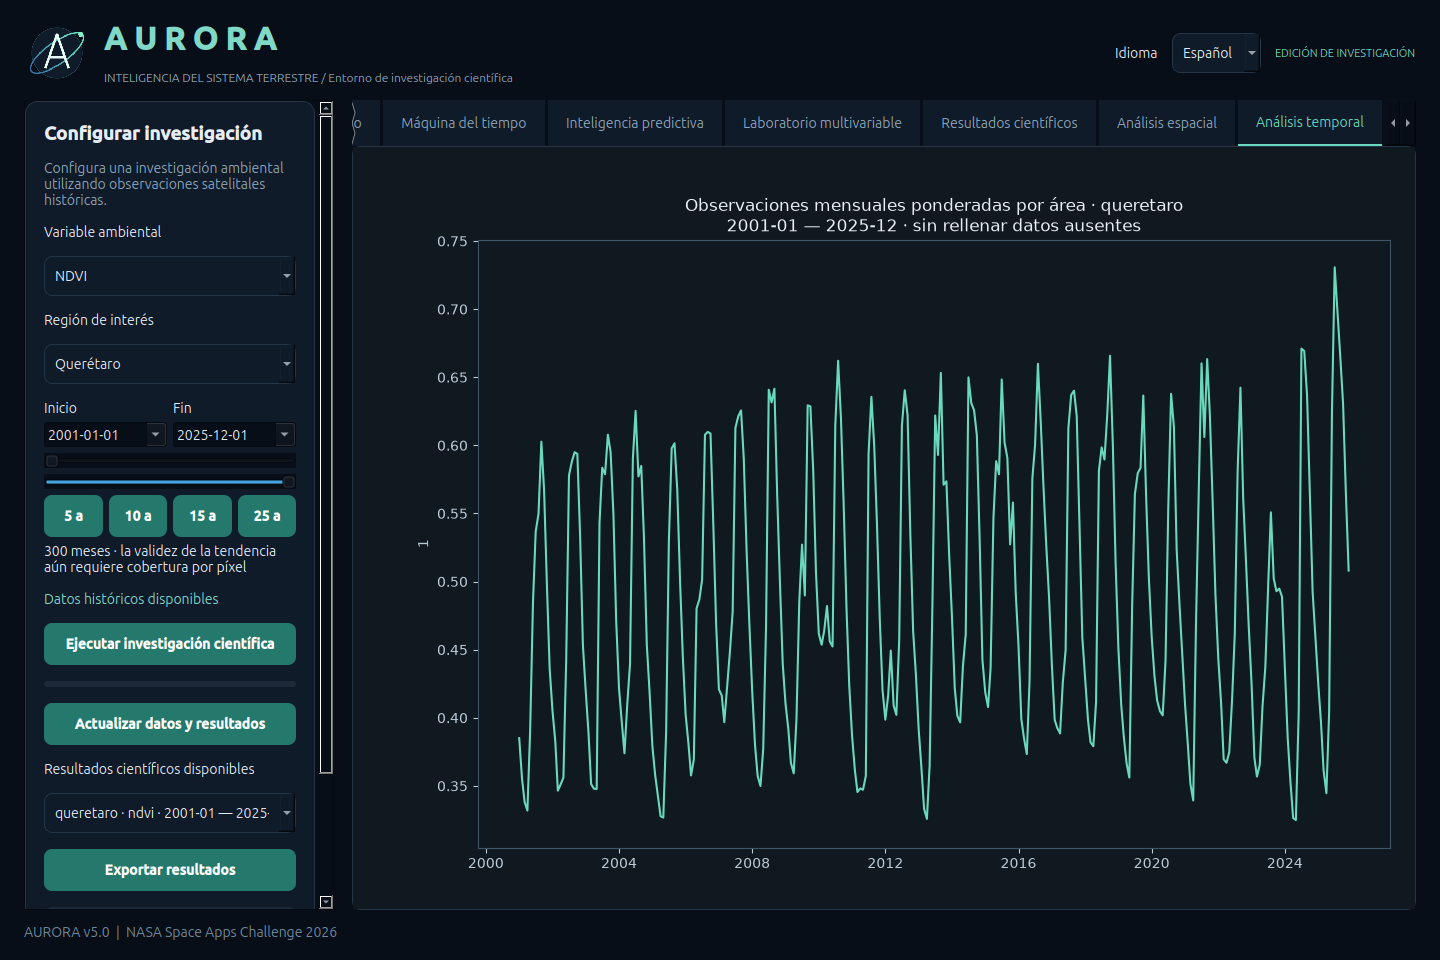 AURORA
INTELIGENCIA DEL SISTEMA TERRESTRE / Entorno de investigación científica
Idioma
Español
EDICIÓN DE INVESTIGACIÓN
Configurar investigación
Configura una investigación ambiental
utilizando observaciones satelitales
históricas.
Variable ambiental
NDVI
Región de interés
Querétaro
Inicio
Fin
2001-01-01
2025-12-01
5 a
10 a
15 a
25 a
300 meses · la validez de la tendencia
aún requiere cobertura por píxel
Datos históricos disponibles
Ejecutar investigación científica
Actualizar datos y resultados
Resultados científicos disponibles
queretaro · ndvi · 2001-01 — 2025-
Exportar resultados
o
Máquina del tiempo
Inteligencia predictiva
Laboratorio multivariable
Resultados científicos
Análisis espacial
Análisis temporal
Observaciones mensuales ponderadas por área · queretaro
2001-01 — 2025-12 · sin rellenar datos ausentes
0.75
0.70
0.65
0.60
0.55
0.50
0.45
0.40
0.35
1
2000
2004
2008
2012
2016
2020
2024
AURORA v5.0 | NASA Space Apps Challenge 2026